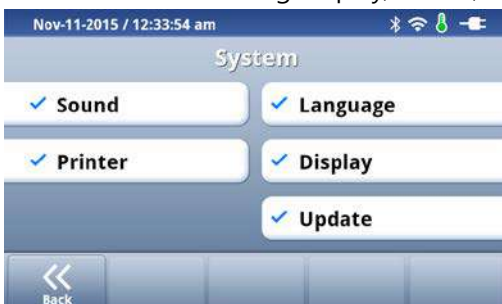 Nov-11-2015 / 12:33:54 am
System
Sound
Language
Printer
Display
Update
Back